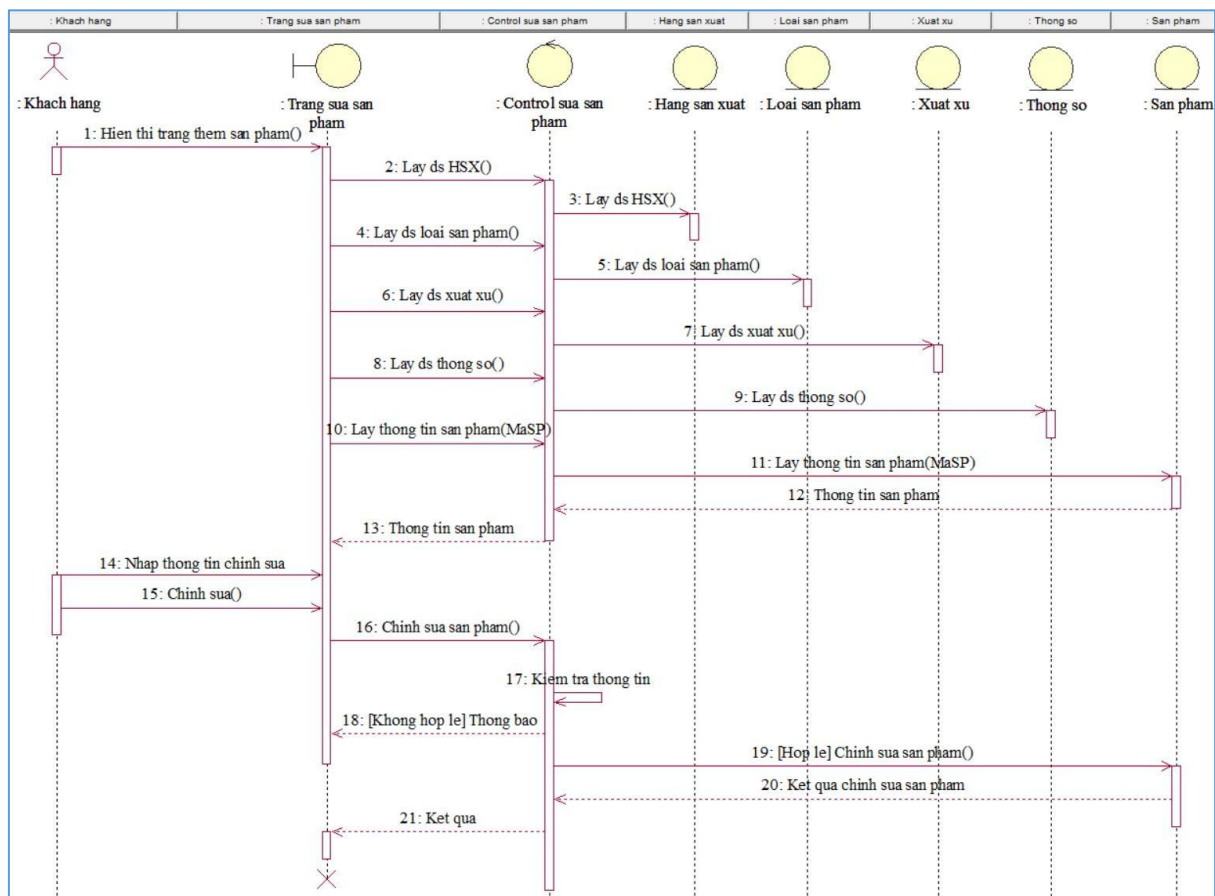 : Khach hang
: Trang sua san pham
: Control sua san pham
: Hang san xuat
: Loai san pham
: Xuat xu
: Thong so
: San pham
: Khach hang
: Trang sua san
pham
: Control sua san
pham
: Hang san xuat
: Loai san pham
: Xuat xu
: Thong so
: San pham
1: Hien thi trang them san pham()
2: Lay ds HSX()
3: Lay ds HSX()
4: Lay ds loai san pham()
5: Lay ds loai san pham()
6: Lay ds xuat xu()
7: Lay ds xuat xu()
8: Lay ds thong so()
9: Lay ds thong so()
10: Lay thong tin san pham(MaSP)
11: Lay thong tin san pham(MaSP)
12: Thong tin san pham
13: Thong tin san pham
14: Nhap thong tin chinh sua
15: Chinh sua()
16: Chinh sua san pham()
17: Kiem tra thong tin
18: [Khong hop le] Thong bao
19: [Hop le] Chinh sua san pham()
20: Ket qua chinh sua san pham
21: Ket qua